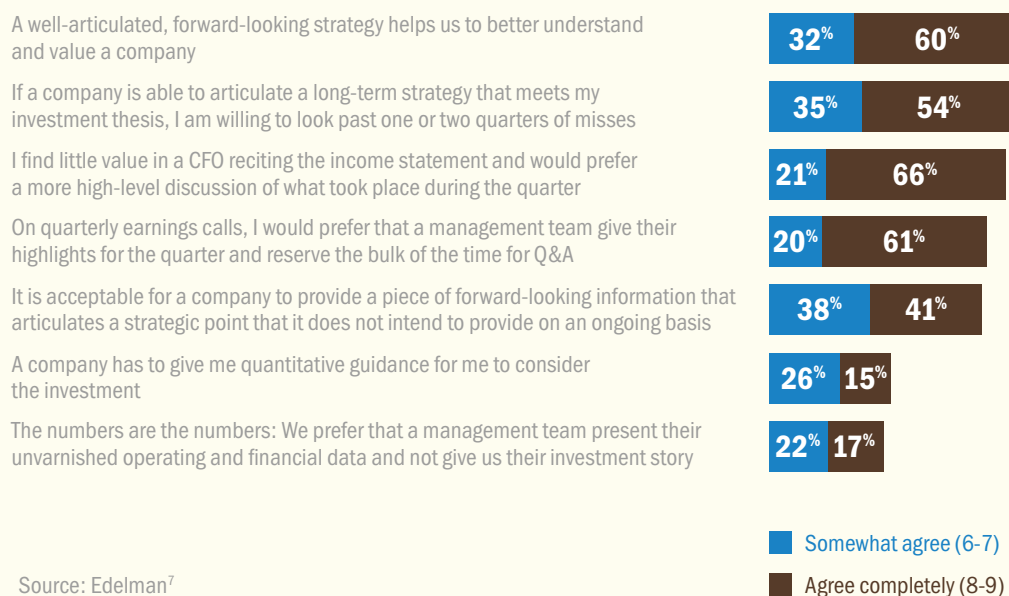 A well-articulated, forward-looking strategy helps us to better understand
and value a company
32% 60%
If a company is able to articulate a long-term strategy that meets my
investment thesis, I am willing to look past one or two quarters of misses
35% 54%
I find little value in a CFO reciting the income statement and would prefer
a more high-level discussion of what took place during the quarter
21% 66%
On quarterly earnings calls, I would prefer that a management team give their
highlights for the quarter and reserve the bulk of the time for Q&A
20% 61%
It is acceptable for a company to provide a piece of forward-looking information that
articulates a strategic point that it does not intend to provide on an ongoing basis
38% 41%
A company has to give me quantitative guidance for me to consider
the investment
26% 15%
The numbers are the numbers: We prefer that a management team present their
unvarnished operating and financial data and not give us their investment story
22% 17%
Somewhat agree (6-7)
Agree completely (8-9)
Source: Edelman7